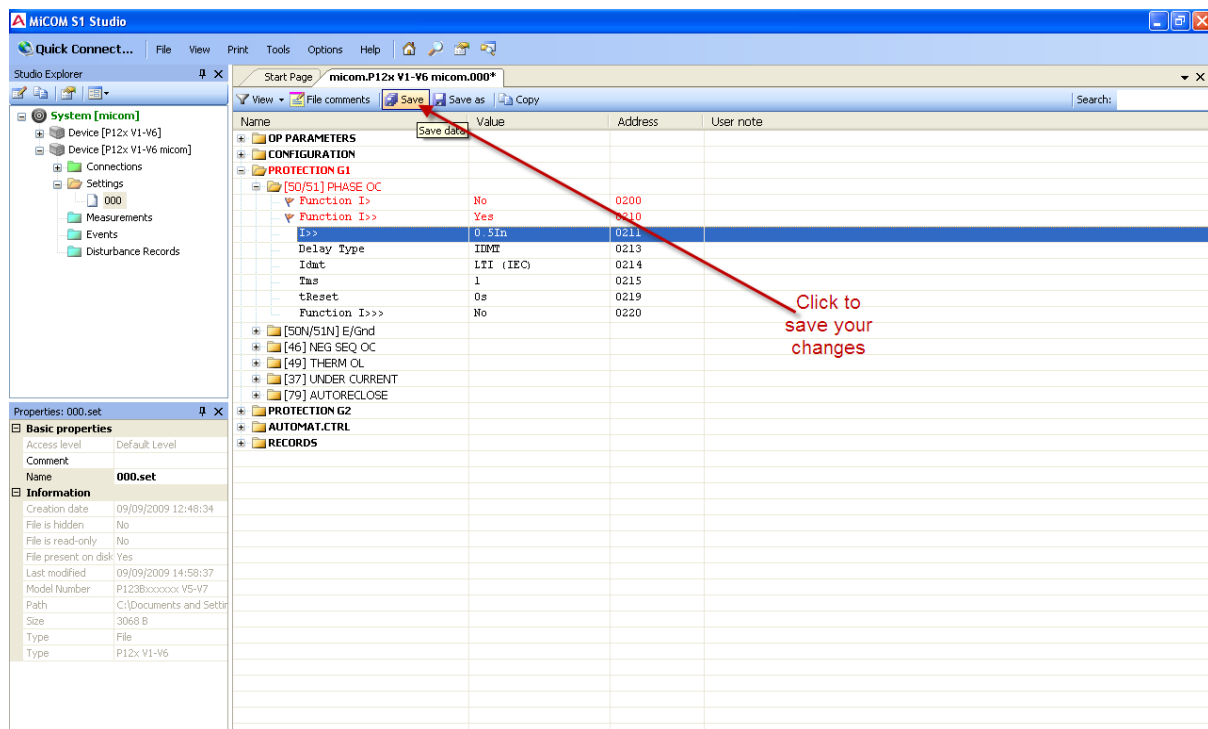 MiCOM S1 Studio
Quick Connect... File View Print Tools Options Help
Studio Explorer
System [micom]
Device [P12x V1-V6]
Device [P12x V1-V6 micom]
Connections
Settings
000
Measurements
Events
Disturbance Records
Properties: 000.set
Basic properties
Access level Default Level
Comment
Name 000.set
Information
Creation date 09/09/2009 12:48:34
File is hidden No
File is read-only No
File present on disk Yes
Last modified 09/09/2009 14:58:37
Model Number P123Bxxxxxx V5-V7
Path C:\Documents and Settin
Size 3068 B
Type File
Type P12x V1-V6
Start Page micom.P12x V1-V6 micom.000*
View File comments Save Save as Copy Search:
Save data
Name Value Address User note
OP PARAMETERS
CONFIGURATION
PROTECTION G1
[50/51] PHASE OC
Function I> No 0200
Function I>> Yes 0210
I>> 0.5In 0211
Delay Type IDMT 0213
Idmt LTI (IEC) 0214
Tms 1 0215
tReset 0s 0219
Function I>>> No 0220
[50N/51N] E/Gnd
[46] NEG SEQ OC
[49] THERM OL
[37] UNDER CURRENT
[79] AUTORECLOSE
PROTECTION G2
AUTOMAT.CTRL
RECORDS
Click to
save your
changes